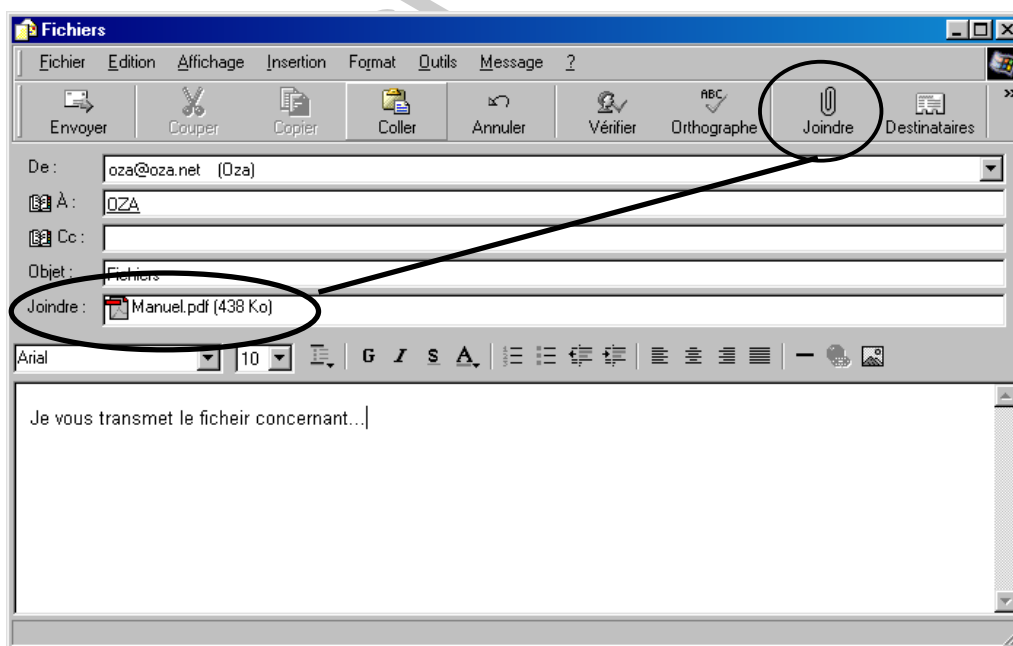 Fichiers
Fichier Edition Affichage Insertion Format Outils Message ?
ABC
Envoyer Couper Copier Coller Annuler Vérifier Orthographe Joindre Destinataires »
De : oza@oza.net (Oza)
À : OZA
Cc :
Objet : Fichiers
Joindre : Manuel.pdf (438 Ko)
Arial 10 G I S A
Je vous transmet le ficheir concernant...